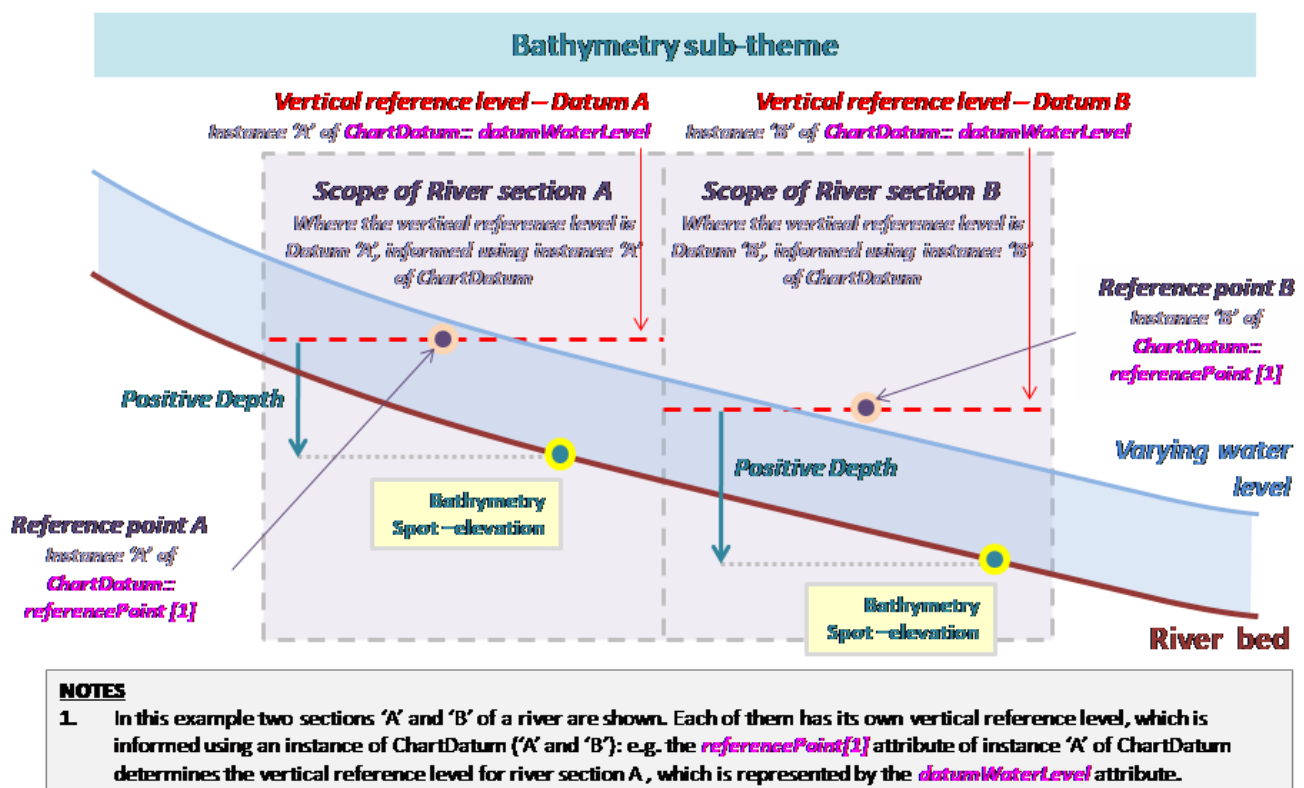 Bathymetry sub-theme
Vertical reference level – Datum A
Instance ‘A’ of ChartDatum:: datumWaterLevel
Vertical reference level – Datum B
Instance ‘B’ of ChartDatum:: datumWaterLevel
Scope of River section A
Where the vertical reference level is
Datum ‘A’, informed using instance ‘A’
of ChartDatum
Scope of River section B
Where the vertical reference level is
Datum ‘B’, informed using instance ‘B’
of ChartDatum
Reference point B
Instance ‘B’ of
ChartDatum::
referencePoint [1]
Positive Depth
Positive Depth
Varying water
level
Bathymetry
Spot–elevation
Reference point A
Instance ‘A’ of
ChartDatum::
referencePoint [1]
Bathymetry
Spot–elevation
River bed
NOTES
1. In this example two sections ‘A’ and ‘B’ of a river are shown. Each of them has its own vertical reference level, which is
informed using an instance of ChartDatum (‘A’ and ‘B’): e.g. the referencePoint[1] attribute of instance ‘A’ of ChartDatum
determines the vertical reference level for river section A , which is represented by the datumWaterLevel attribute.